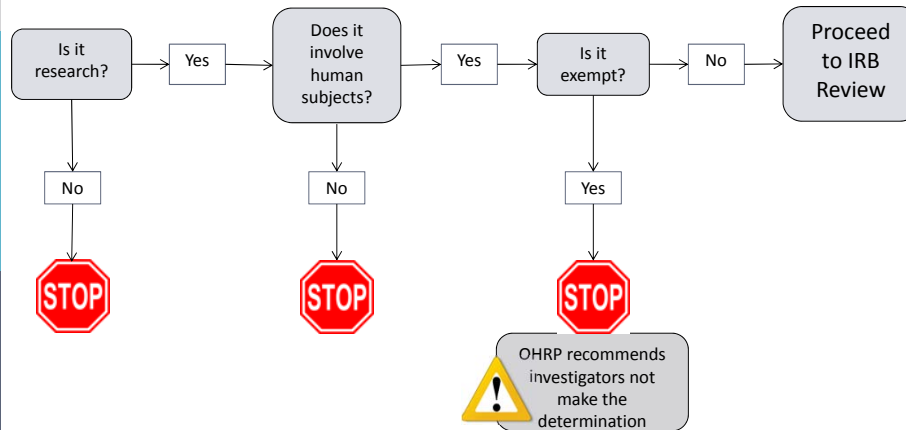 Is it
research?
Yes
Does it
involve
human
subjects?
Yes
Is it
exempt?
No
Proceed
to IRB
Review
No
No
Yes
STOP
STOP
STOP
OHRP recommends
investigators not
make the
determination